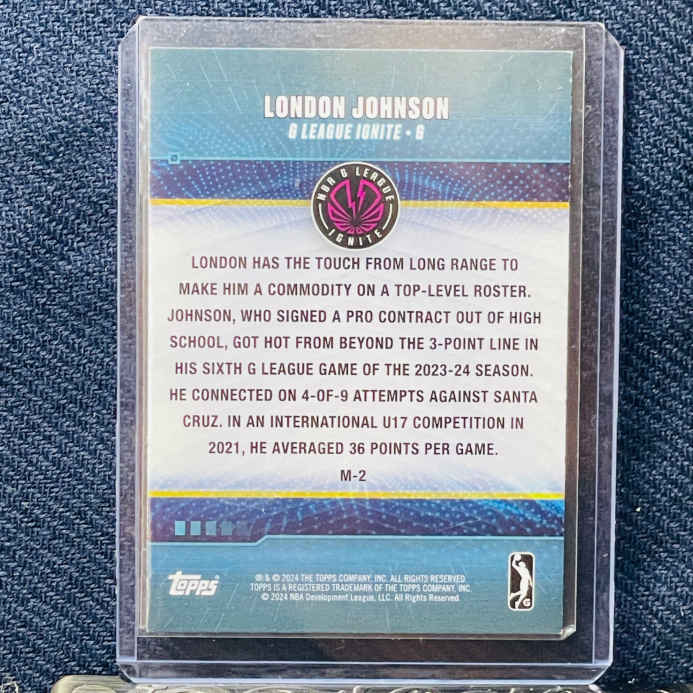 LONDON JOHNSON
G LEAGUE IGNITE • G
NBA G LEAGUE
IGNITE
LONDON HAS THE TOUCH FROM LONG RANGE TO
MAKE HIM A COMMODITY ON A TOP-LEVEL ROSTER.
JOHNSON, WHO SIGNED A PRO CONTRACT OUT OF HIGH
SCHOOL, GOT HOT FROM BEYOND THE 3-POINT LINE IN
HIS SIXTH G LEAGUE GAME OF THE 2023-24 SEASON.
HE CONNECTED ON 4-OF-9 ATTEMPTS AGAINST SANTA
CRUZ. IN AN INTERNATIONAL U17 COMPETITION IN
2021, HE AVERAGED 36 POINTS PER GAME.
M-2
Topps
® & © 2024 THE TOPPS COMPANY, INC. ALL RIGHTS RESERVED.
TOPPS IS A REGISTERED TRADEMARK OF THE TOPPS COMPANY, INC.
© 2024 NBA Development League, LLC. All Rights Reserved.
G